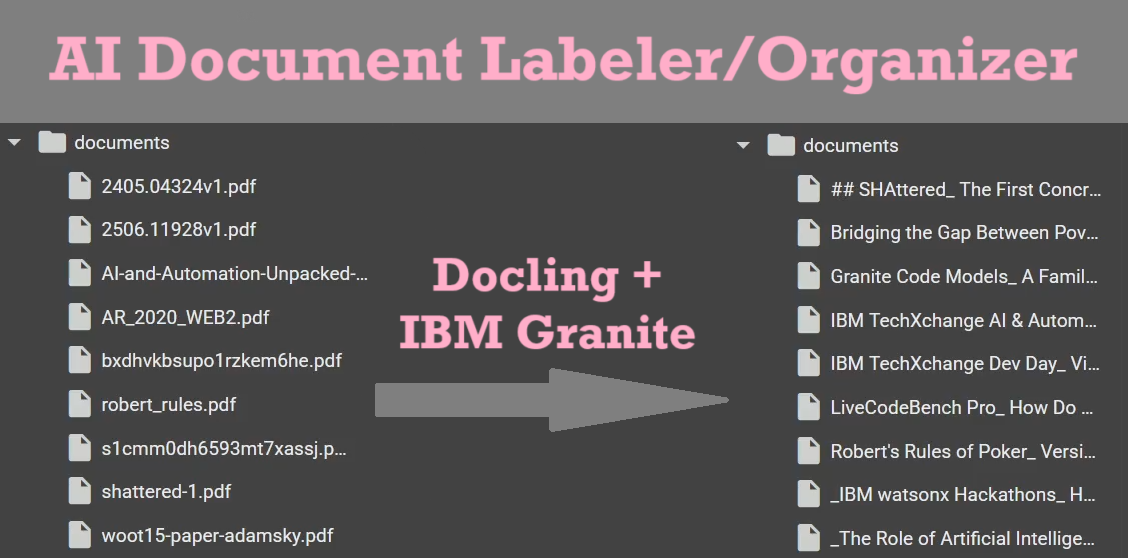 AI Document Labeler/Organizer
documents
2405.04324v1.pdf
2506.11928v1.pdf
AI-and-Automation-Unpacked-...
AR_2020_WEB2.pdf
bxdhvkbsupo1rzkem6he.pdf
robert_rules.pdf
s1cmm0dh6593mt7xassj.p...
shattered-1.pdf
woot15-paper-adamsky.pdf
Docling +
IBM Granite
documents
## SHAttered_ The First Concr...
Bridging the Gap Between Pov...
Granite Code Models_ A Famil...
IBM TechXchange AI & Autom...
IBM TechXchange Dev Day_ Vi...
LiveCodeBench Pro_ How Do ...
Robert's Rules of Poker_ Versi...
_IBM watsonx Hackathons_ H...
_The Role of Artificial Intellige...